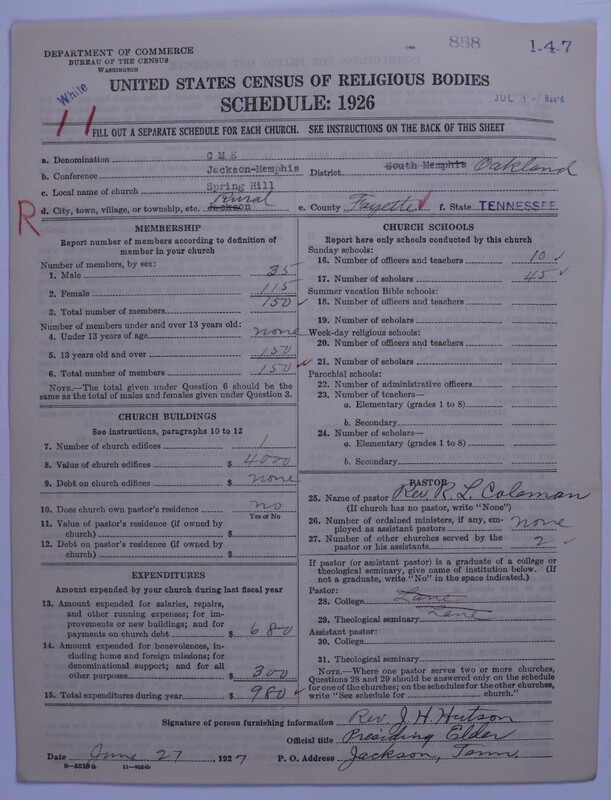 DEPARTMENT OF COMMERCE
BUREAU OF THE CENSUS
WASHINGTON
888
1-4-7
White
11
UNITED STATES CENSUS OF RELIGIOUS BODIES
SCHEDULE: 1926
JUL 1 - Rec'd
FILL OUT A SEPARATE SCHEDULE FOR EACH CHURCH. SEE INSTRUCTIONS ON THE BACK OF THIS SHEET
a. Denomination C M E
b. Conference Jackson-Memphis District South Memphis Oakland
c. Local name of church Spring Hill
R
d. City, town, village, or township, etc. Jackson Rural e. County Fayette ✓ f. State TENNESSEE
MEMBERSHIP
Report number of members according to definition of
member in your church
Number of members, by sex:
1. Male 35
2. Female 115
3. Total number of members 150 ✓
Number of members under and over 13 years old:
4. Under 13 years of age none
5. 13 years old and over 150
6. Total number of members 150 ✓
NOTE.—The total given under Question 6 should be
the same as the total of males and females given under Question 3.
CHURCH BUILDINGS
See instructions, paragraphs 10 to 12
7. Number of church edifices 1
8. Value of church edifices $ 4000
9. Debt on church edifices $ none
10. Does church own pastor's residence no
Yes or No
11. Value of pastor's residence (if owned by
church) $
12. Debt on pastor's residence (if owned by
church) $
EXPENDITURES
Amount expended by your church during last fiscal year
13. Amount expended for salaries, repairs,
and other running expenses; for im-
provements or new buildings; and for
payments on church debt $ 680
14. Amount expended for benevolences, in-
cluding home and foreign missions; for
denominational support; and for all
other purposes $ 300
15. Total expenditures during year $ 980 ✓
CHURCH SCHOOLS
Report here only schools conducted by this church
Sunday schools:
16. Number of officers and teachers 10 ✓
17. Number of scholars 45 ✓
Summer vacation Bible schools:
18. Number of officers and teachers
19. Number of scholars
Week-day religious schools:
20. Number of officers and teachers
21. Number of scholars
Parochial schools:
22. Number of administrative officers
23. Number of teachers—
a. Elementary (grades 1 to 8)
b. Secondary
24. Number of scholars—
a. Elementary (grades 1 to 8)
b. Secondary
PASTOR
25. Name of pastor Rev. R. L. Coleman
(If church has no pastor, write "None")
26. Number of ordained ministers, if any, em-
ployed as assistant pastors none
27. Number of other churches served by the
pastor or his assistants 2 ✓
If pastor (or assistant pastor) is a graduate of a college or
theological seminary, give name of institution below. (If
not a graduate, write "No" in the space indicated.)
Pastor:
28. College Lane
29. Theological seminary Lane
Assistant pastor:
30. College
31. Theological seminary
NOTE.—Where one pastor serves two or more churches,
Questions 28 and 29 should be answered only on the schedule
for one of the churches; on the schedules for the other churches,
write "See schedule for church."
Signature of person furnishing information Rev. J. H. Hutson
Official title Presiding Elder
Date June 27 1927 P. O. Address Jackson, Tenn.
11-9054b